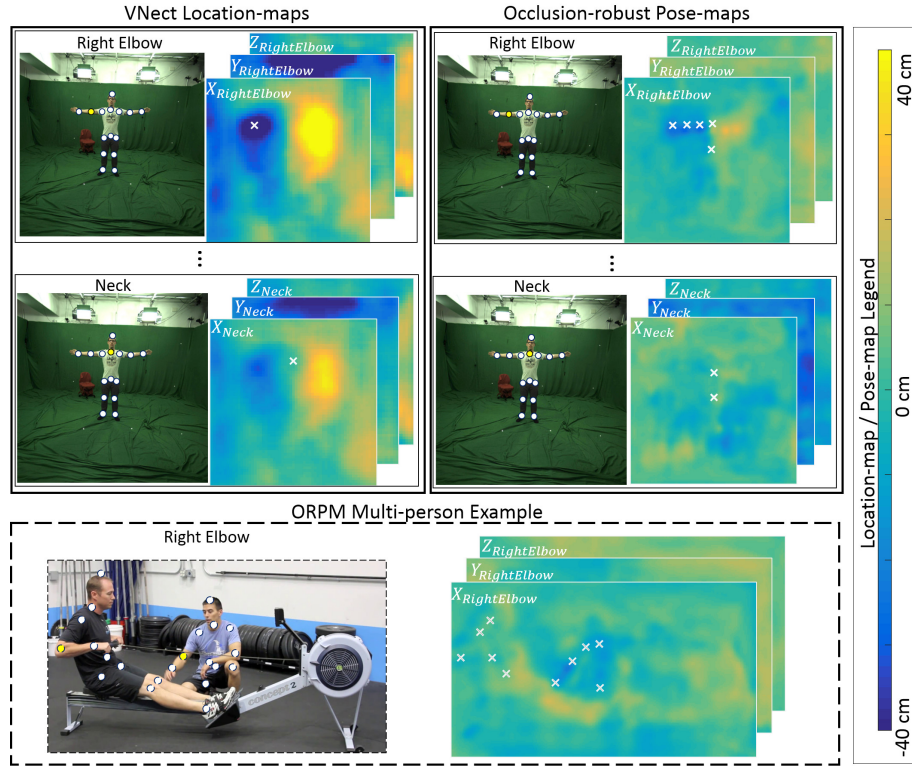 VNect Location-maps
Right Elbow
Z_RightElbow
Y_RightElbow
X_RightElbow
⋮
Neck
Z_Neck
Y_Neck
X_Neck
Occlusion-robust Pose-maps
Right Elbow
Z_RightElbow
Y_RightElbow
X_RightElbow
⋮
Neck
Z_Neck
Y_Neck
X_Neck
ORPM Multi-person Example
Right Elbow
concept 2
Z_RightElbow
Y_RightElbow
X_RightElbow
Location-map / Pose-map Legend
40 cm
0 cm
-40 cm